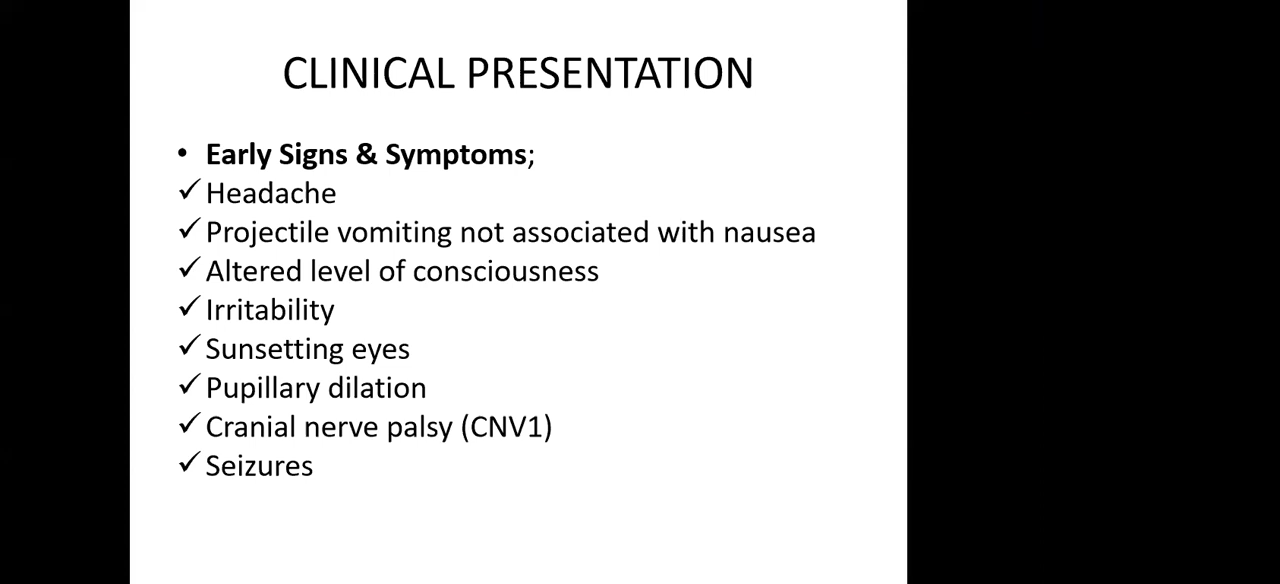 CLINICAL PRESENTATION
• Early Signs & Symptoms;
✓ Headache
✓ Projectile vomiting not associated with nausea
✓ Altered level of consciousness
✓ Irritability
✓ Sunsetting eyes
✓ Pupillary dilation
✓ Cranial nerve palsy (CNV1)
✓ Seizures